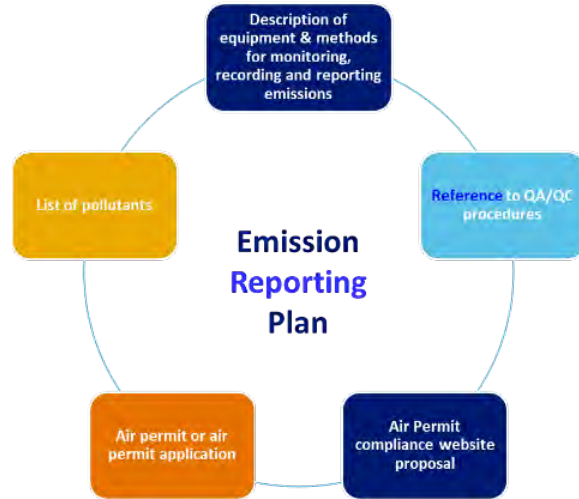 Description of
equipment & methods
for monitoring,
recording and reporting
emissions
List of pollutants
Reference to QA/QC
procedures
Emission
Reporting
Plan
Air permit or air
permit application
Air Permit
compliance website
proposal